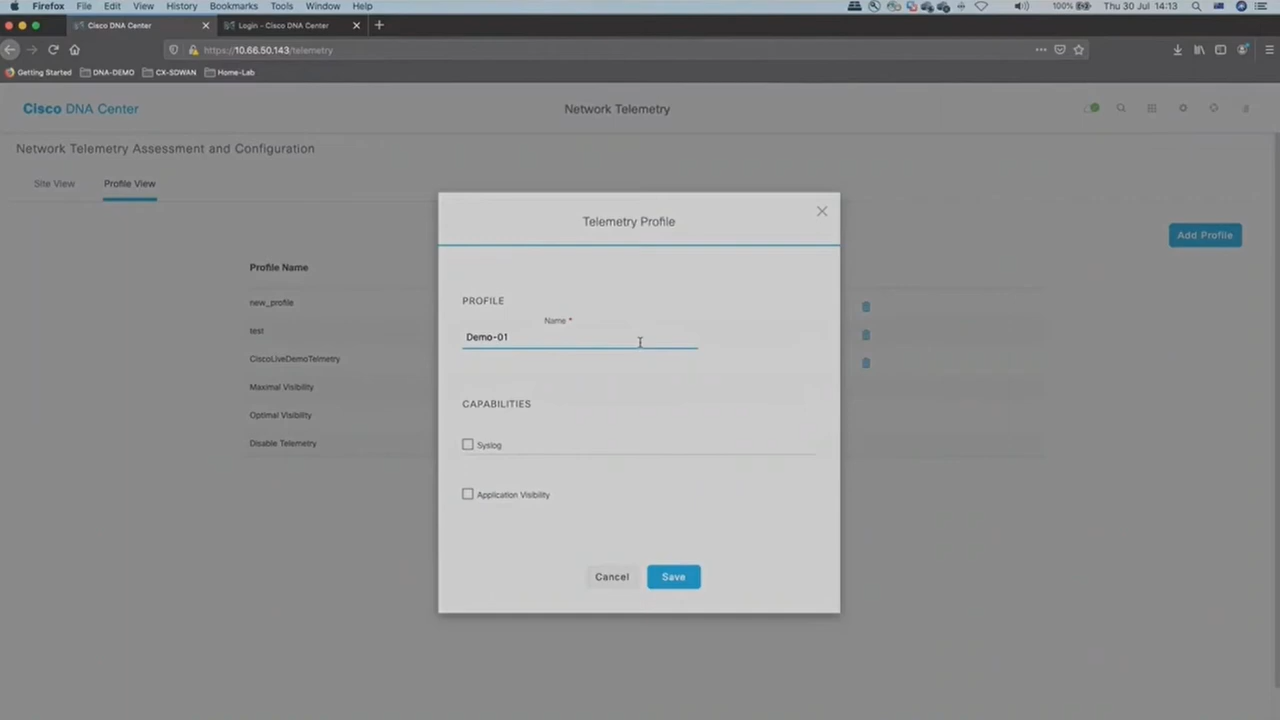 Firefox File Edit View History Bookmarks Tools Window Help 100% Thu 30 Jul 14:13
Cisco DNA Center Login - Cisco DNA Center
https://10.66.50.143/telemetry
Getting Started DNA-DEMO CX-SDWAN Home-Lab
Cisco DNA Center Network Telemetry
Network Telemetry Assessment and Configuration
Site View Profile View
Telemetry Profile
Add Profile
Profile Name
PROFILE
new_profile
Name *
test
Demo-01
CiscoLiveDemoTelmetry
Maximal Visibility
CAPABILITIES
Optimal Visibility
Disable Telemetry
Syslog
Application Visibility
Cancel Save